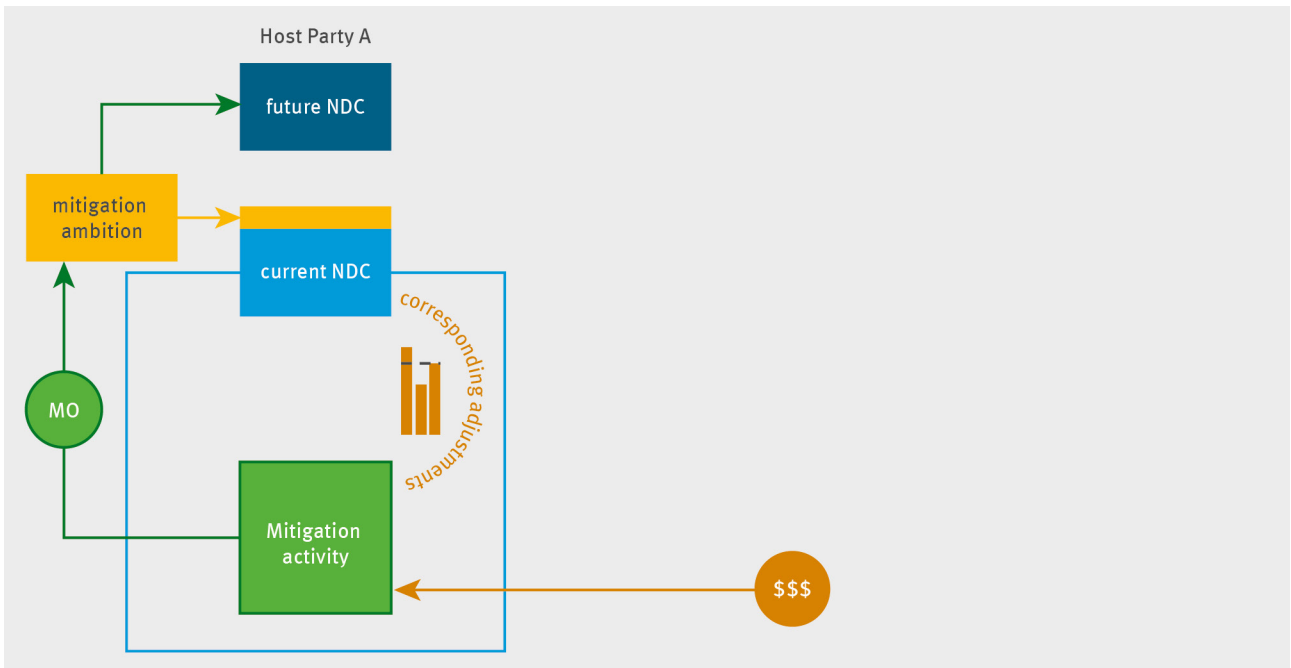 Host Party A
future NDC
mitigation
ambition
current NDC
corresponding adjustments
MO
Mitigation
activity
$$$